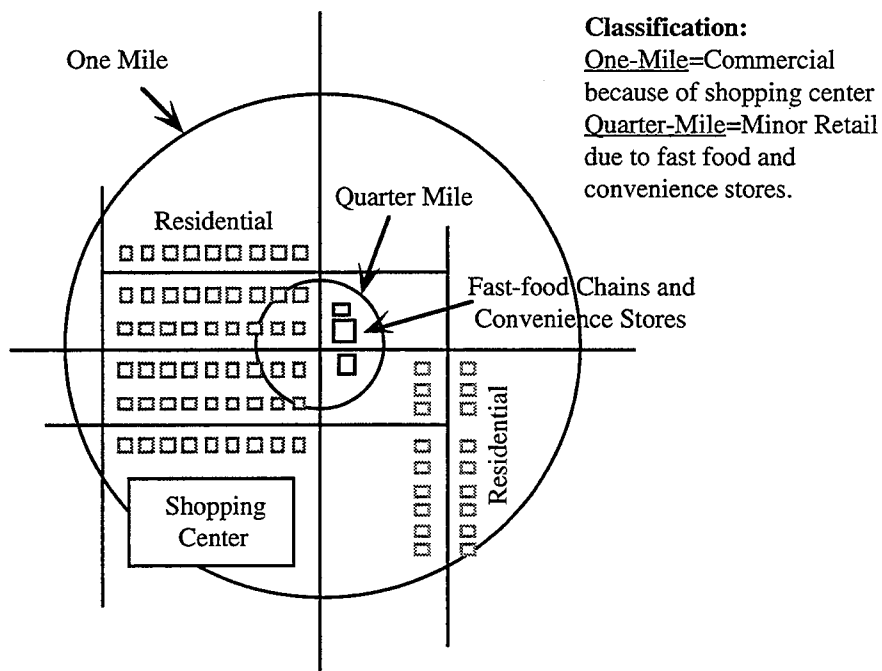 Classification:
One-Mile=Commercial
because of shopping center
Quarter-Mile=Minor Retail
due to fast food and
convenience stores.
One Mile
Quarter Mile
Residential
Fast-food Chains and
Convenience Stores
Residential
Shopping
Center